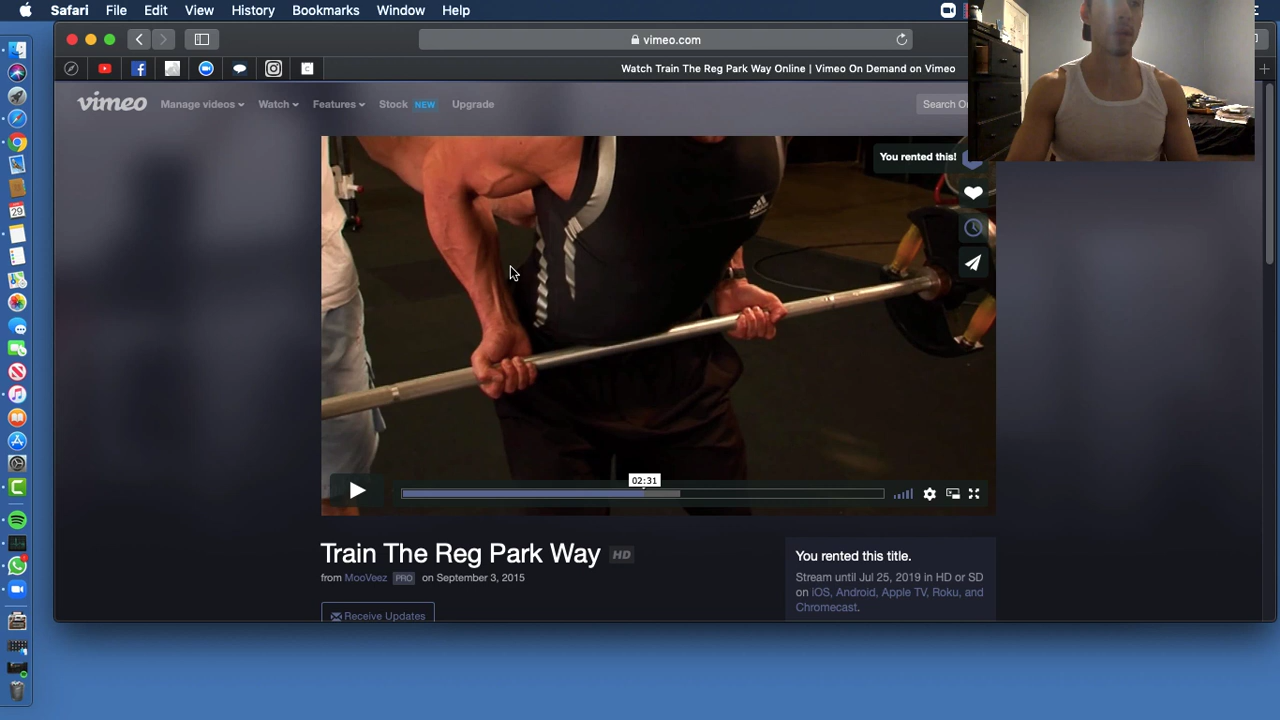 Safari File Edit View History Bookmarks Window Help
vimeo.com
Watch Train The Reg Park Way Online | Vimeo On Demand on Vimeo
vimeo Manage videos Watch Features Stock NEW Upgrade
Search
You rented this!
29
02:31
Train The Reg Park Way HD
from MooVeez PRO on September 3, 2015
Receive Updates
You rented this title.
Stream until Jul 25, 2019 in HD or SD
on iOS, Android, Apple TV, Roku, and
Chromecast.